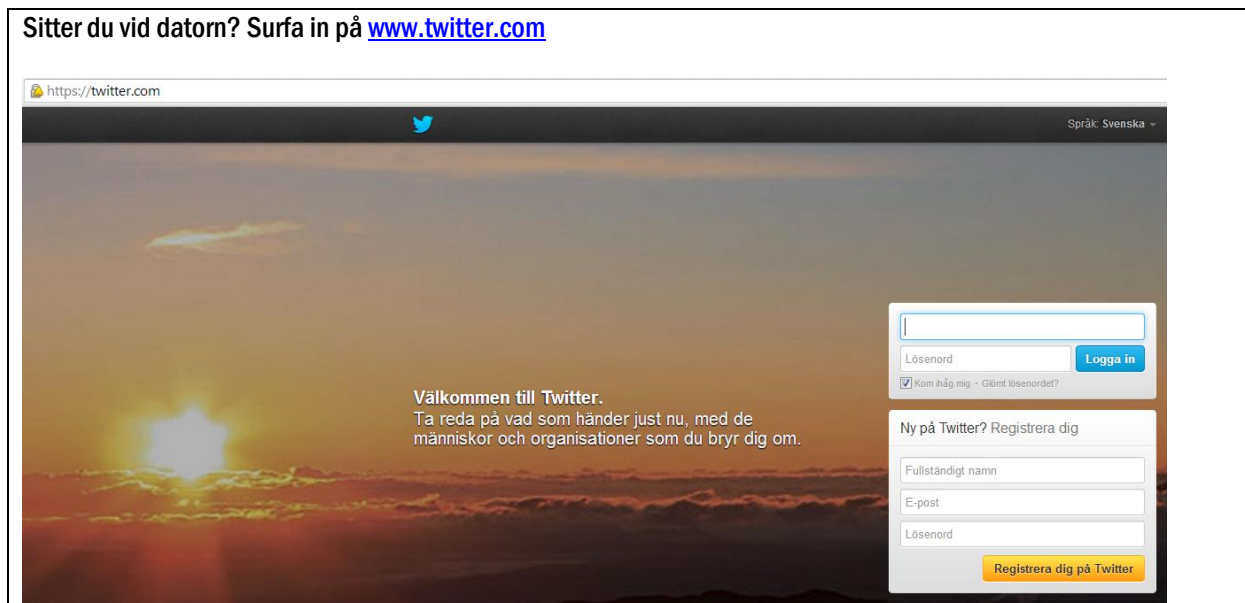 Sitter du vid datorn? Surfa in på www.twitter.com
https://twitter.com
Språk: Svenska
Lösenord
Logga in
Kom ihåg mig · Glömt lösenordet?
Välkommen till Twitter.
Ta reda på vad som händer just nu, med de
människor och organisationer som du bryr dig om.
Ny på Twitter? Registrera dig
Fullständigt namn
E-post
Lösenord
Registrera dig på Twitter